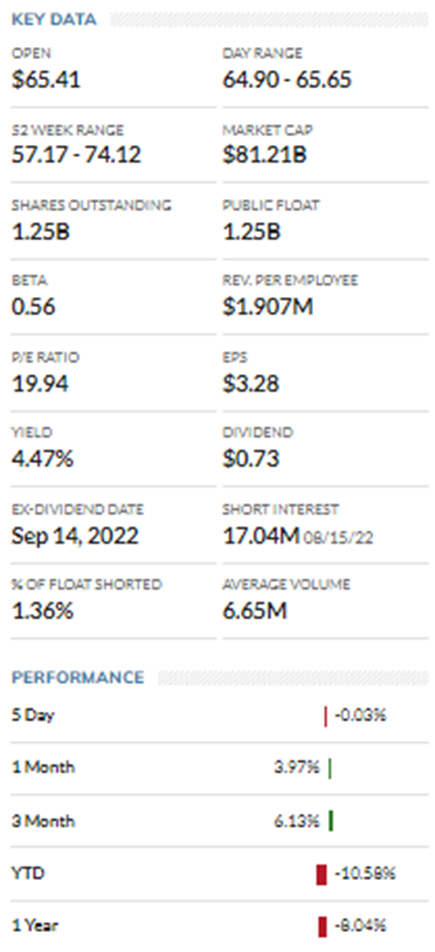 KEY DATA
OPEN DAY RANGE
$65.41 64.90 - 65.65
52 WEEK RANGE MARKET CAP
57.17 - 74.12 $81.21B
SHARES OUTSTANDING PUBLIC FLOAT
1.25B 1.25B
BETA REV. PER EMPLOYEE
0.56 $1.907M
P/E RATIO EPS
19.94 $3.28
YIELD DIVIDEND
4.47% $0.73
EX-DIVIDEND DATE SHORT INTEREST
Sep 14, 2022 17.04M 08/15/22
% OF FLOAT SHORTED AVERAGE VOLUME
1.36% 6.65M
PERFORMANCE
5 Day -0.03%
1 Month 3.97%
3 Month 6.13%
YTD -10.58%
1 Year -8.04%